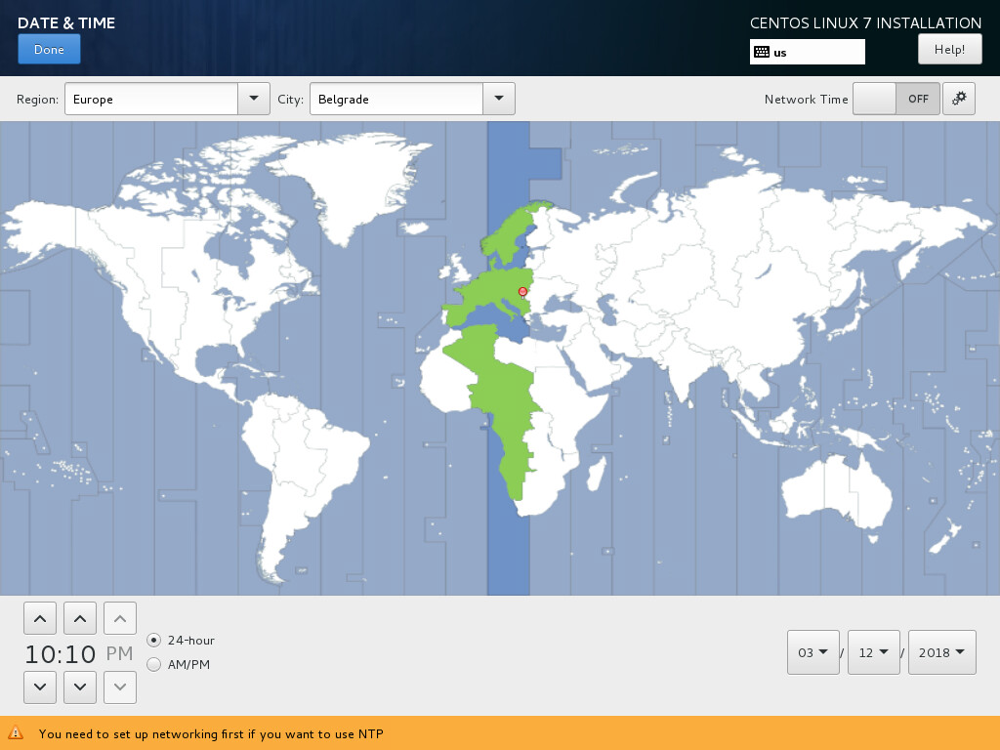 DATE & TIME
CENTOS LINUX 7 INSTALLATION
Done
us
Help!
Region: Europe City: Belgrade Network Time OFF
10:10 PM
24-hour
AM/PM
03 / 12 / 2018
You need to set up networking first if you want to use NTP